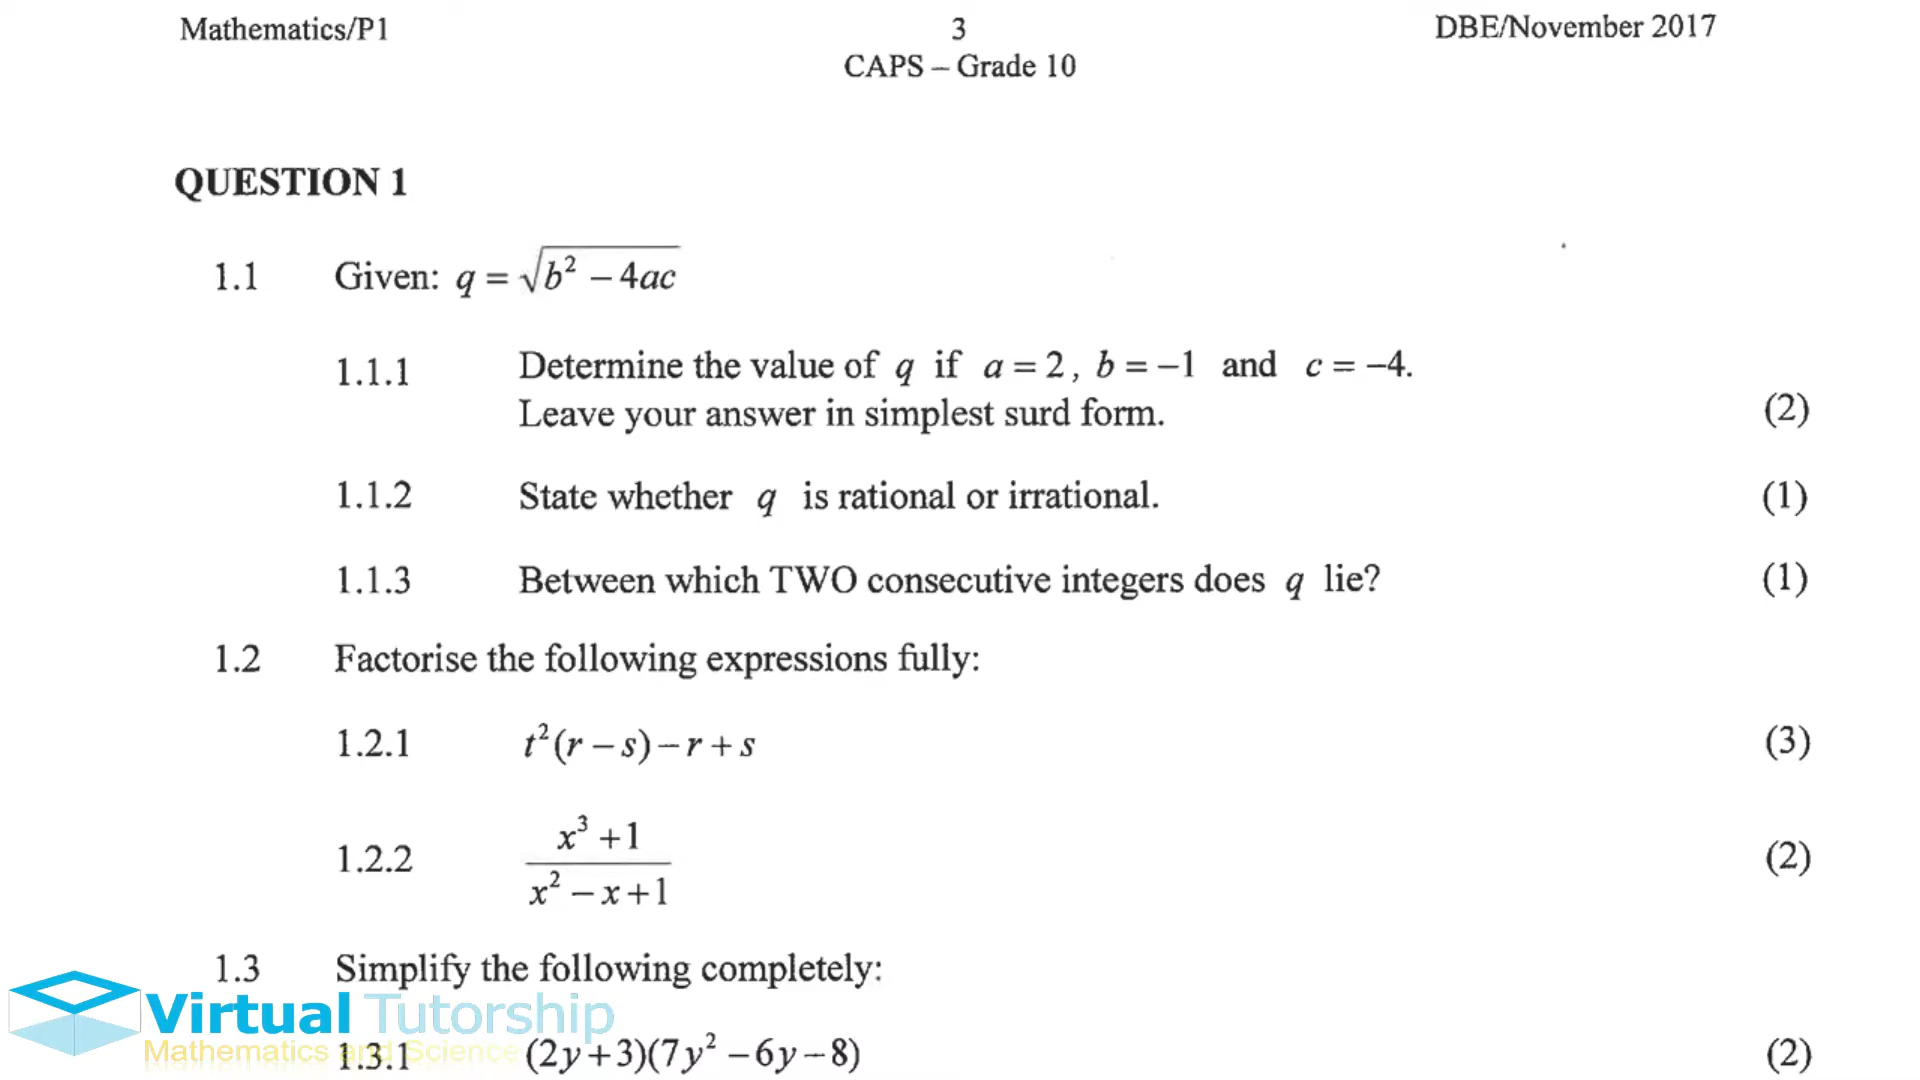 Mathematics/P1 3 DBE/November 2017
CAPS – Grade 10
QUESTION 1
1.1 Given: q = √(b² – 4ac)
1.1.1 Determine the value of q if a = 2, b = –1 and c = –4.
Leave your answer in simplest surd form. (2)
1.1.2 State whether q is rational or irrational. (1)
1.1.3 Between which TWO consecutive integers does q lie? (1)
1.2 Factorise the following expressions fully:
1.2.1 t²(r – s) – r + s (3)
1.2.2 (x³ + 1)/(x² – x + 1) (2)
1.3 Simplify the following completely:
Virtual Tutorship
Mathematics and Science
1.3.1 (2y + 3)(7y² – 6y – 8) (2)